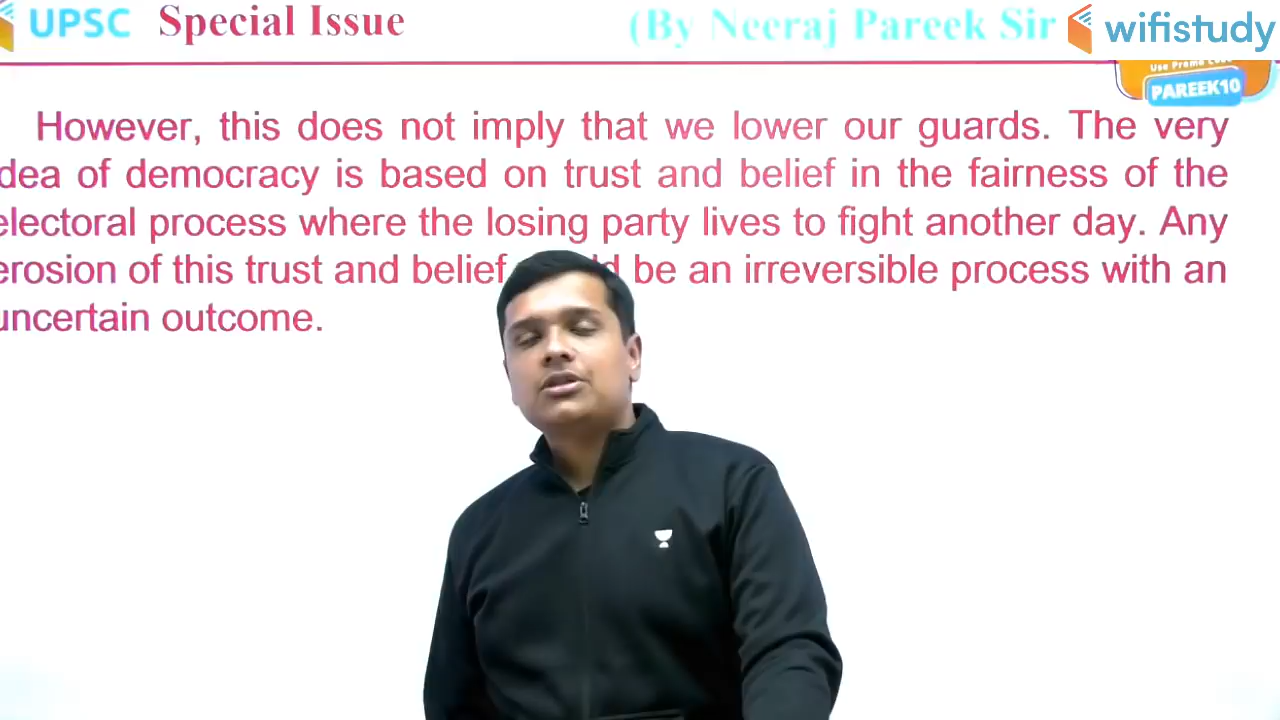 UPSC Special Issue (By Neeraj Pareek Sir wifistudy
Use Promo Code
PAREEK10
However, this does not imply that we lower our guards. The very
dea of democracy is based on trust and belief in the fairness of the
electoral process where the losing party lives to fight another day. Any
erosion of this trust and belief be an irreversible process with an
uncertain outcome.